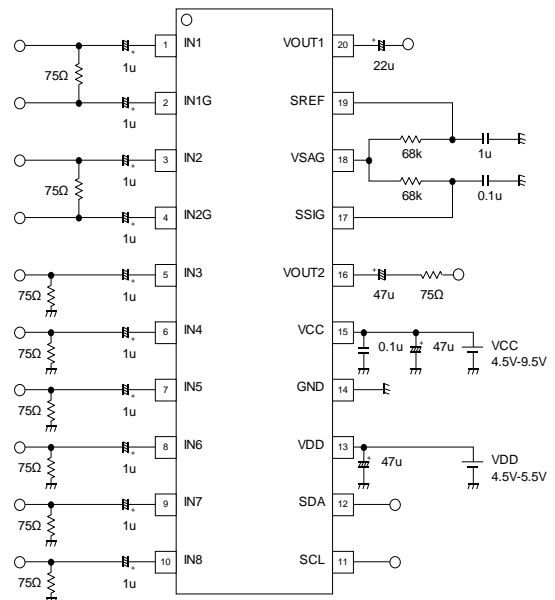 1 IN1 VOUT1 20
75Ω 1u 22u
2 IN1G SREF 19
1u 68k 1u
3 IN2 VSAG 18
75Ω 1u 68k 0.1u
4 IN2G SSIG 17
1u
5 IN3 VOUT2 16
75Ω 1u 47u 75Ω
6 IN4 VCC 15
75Ω 1u 0.1u 47u VCC
4.5V-9.5V
7 IN5 GND 14
75Ω 1u
8 IN6 VDD 13
75Ω 1u 47u VDD
4.5V-5.5V
9 IN7 SDA 12
75Ω 1u
10 IN8 SCL 11
75Ω 1u
+ + + + + + + + + + + + + +